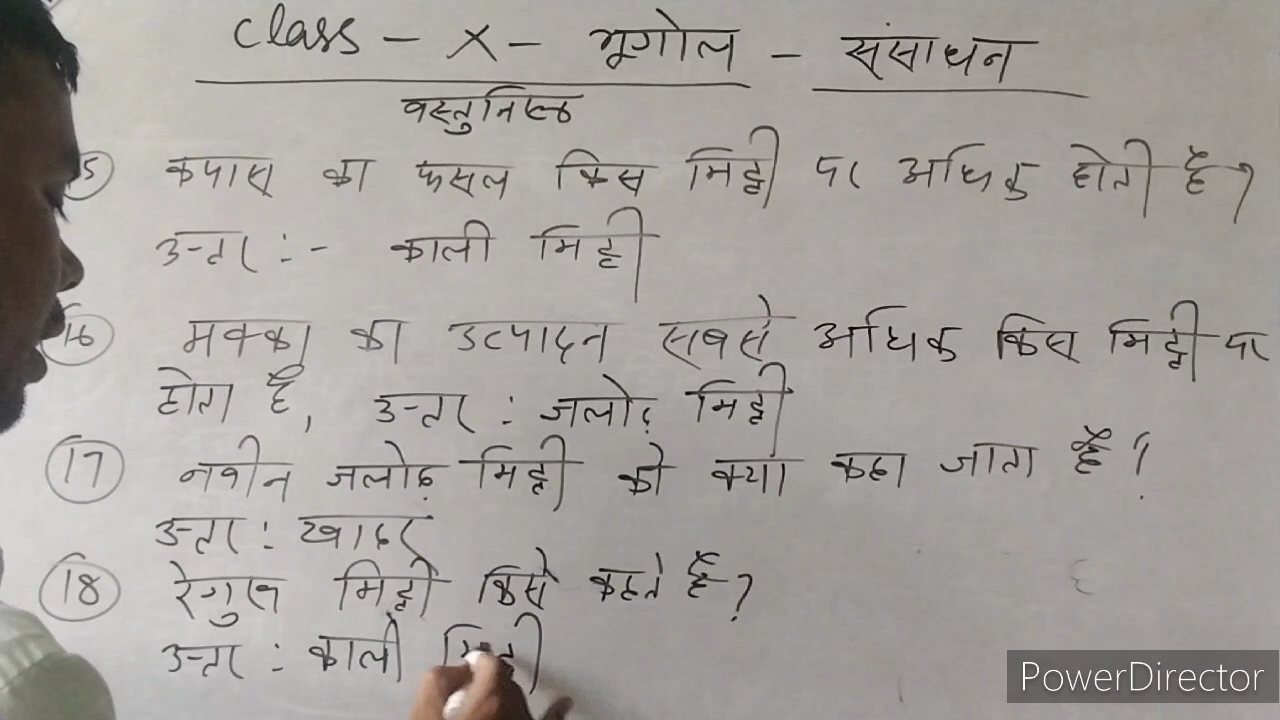 Class - X - भूगोल - संसाधन
वस्तुनिष्ठ
5) कपास का फसल किस मिट्टी पर अधिक होती है?
उत्तर :- काली मिट्टी
16 मक्का का उत्पादन सबसे अधिक किस मिट्टी पर
होता है, उत्तर : जलोढ़ मिट्टी
17 नवीन जलोढ़ मिट्टी को क्या कहा जाता है?
उत्तर : खादर
18 रेगुर मिट्टी किसे कहते है?
उत्तर : काली मिट्टी
PowerDirector